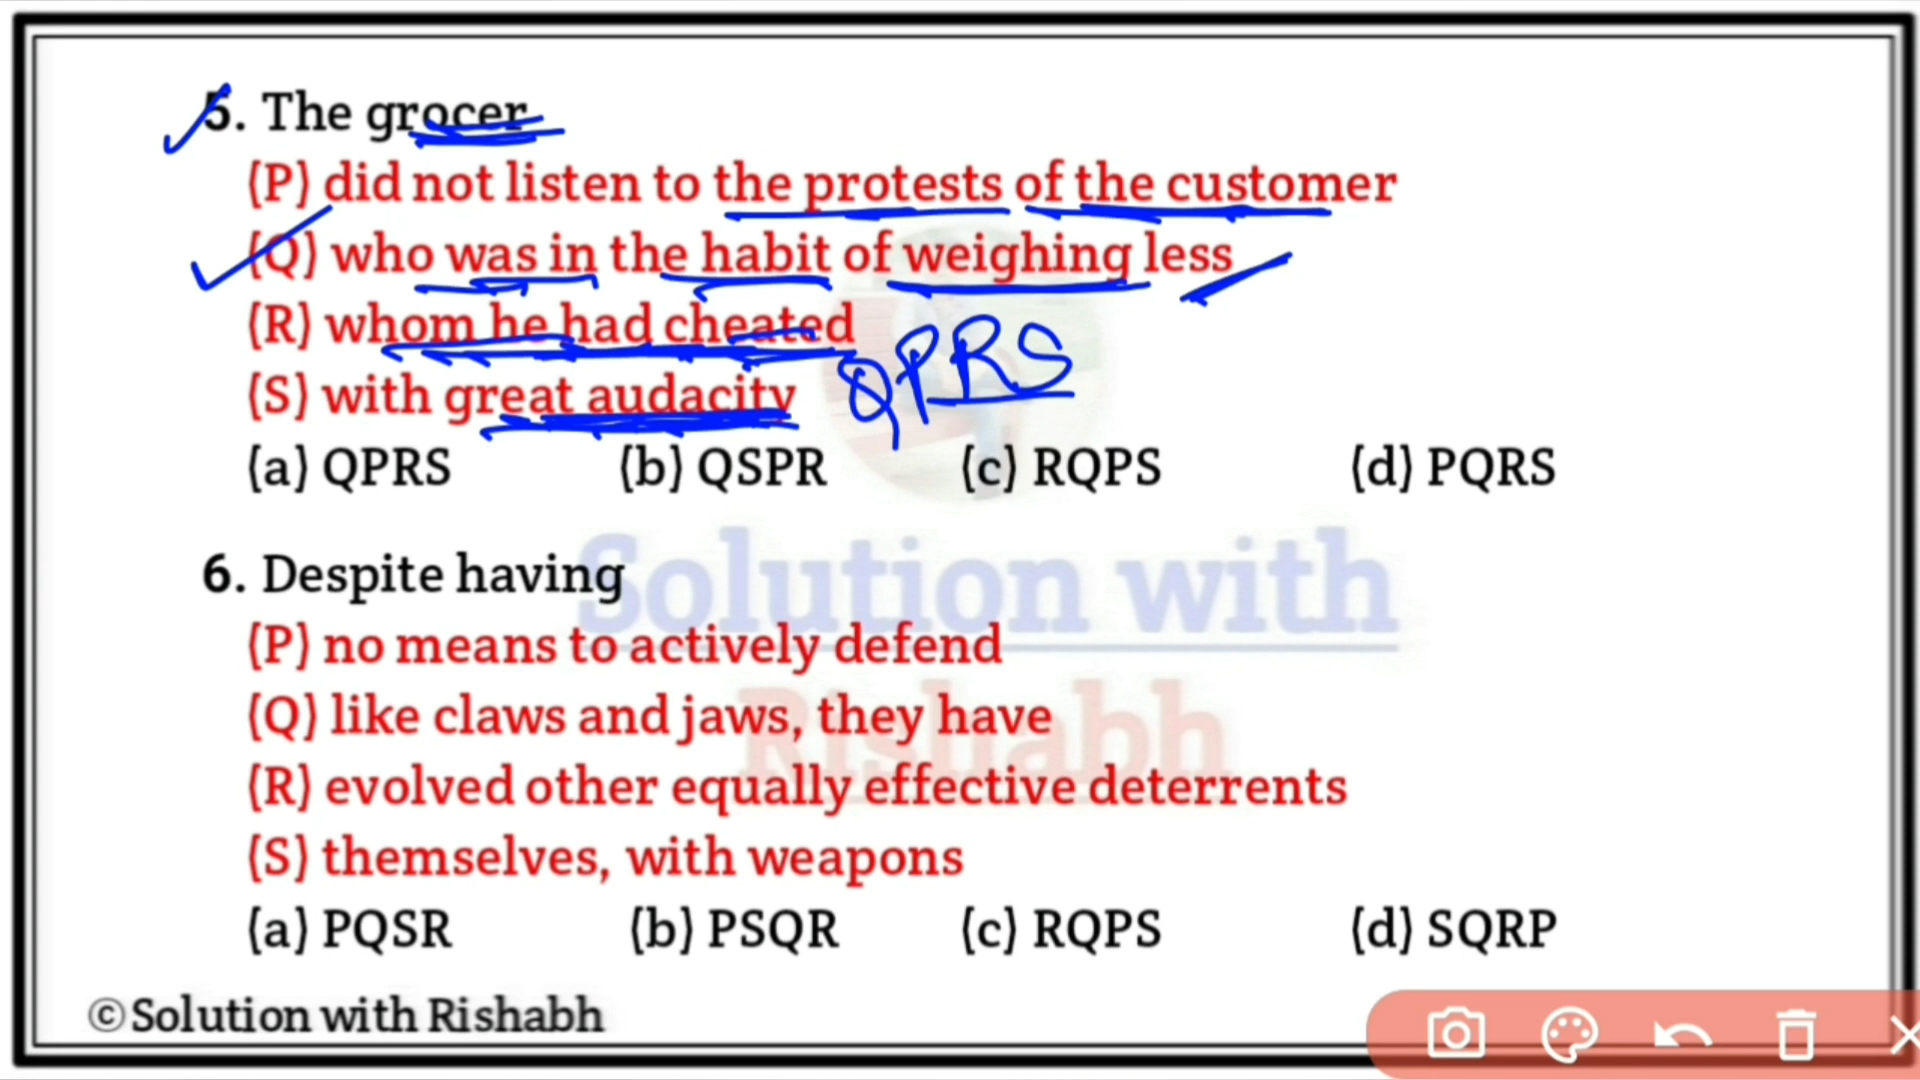 5. The grocer
(P) did not listen to the protests of the customer
(Q) who was in the habit of weighing less
(R) whom he had cheated
(S) with great audacity
QPRS
(a) QPRS (b) QSPR (c) RQPS (d) PQRS
6. Despite having
(P) no means to actively defend
(Q) like claws and jaws, they have
(R) evolved other equally effective deterrents
(S) themselves, with weapons
(a) PQSR (b) PSQR (c) RQPS (d) SQRP
Solution with
Rishabh
©Solution with Rishabh